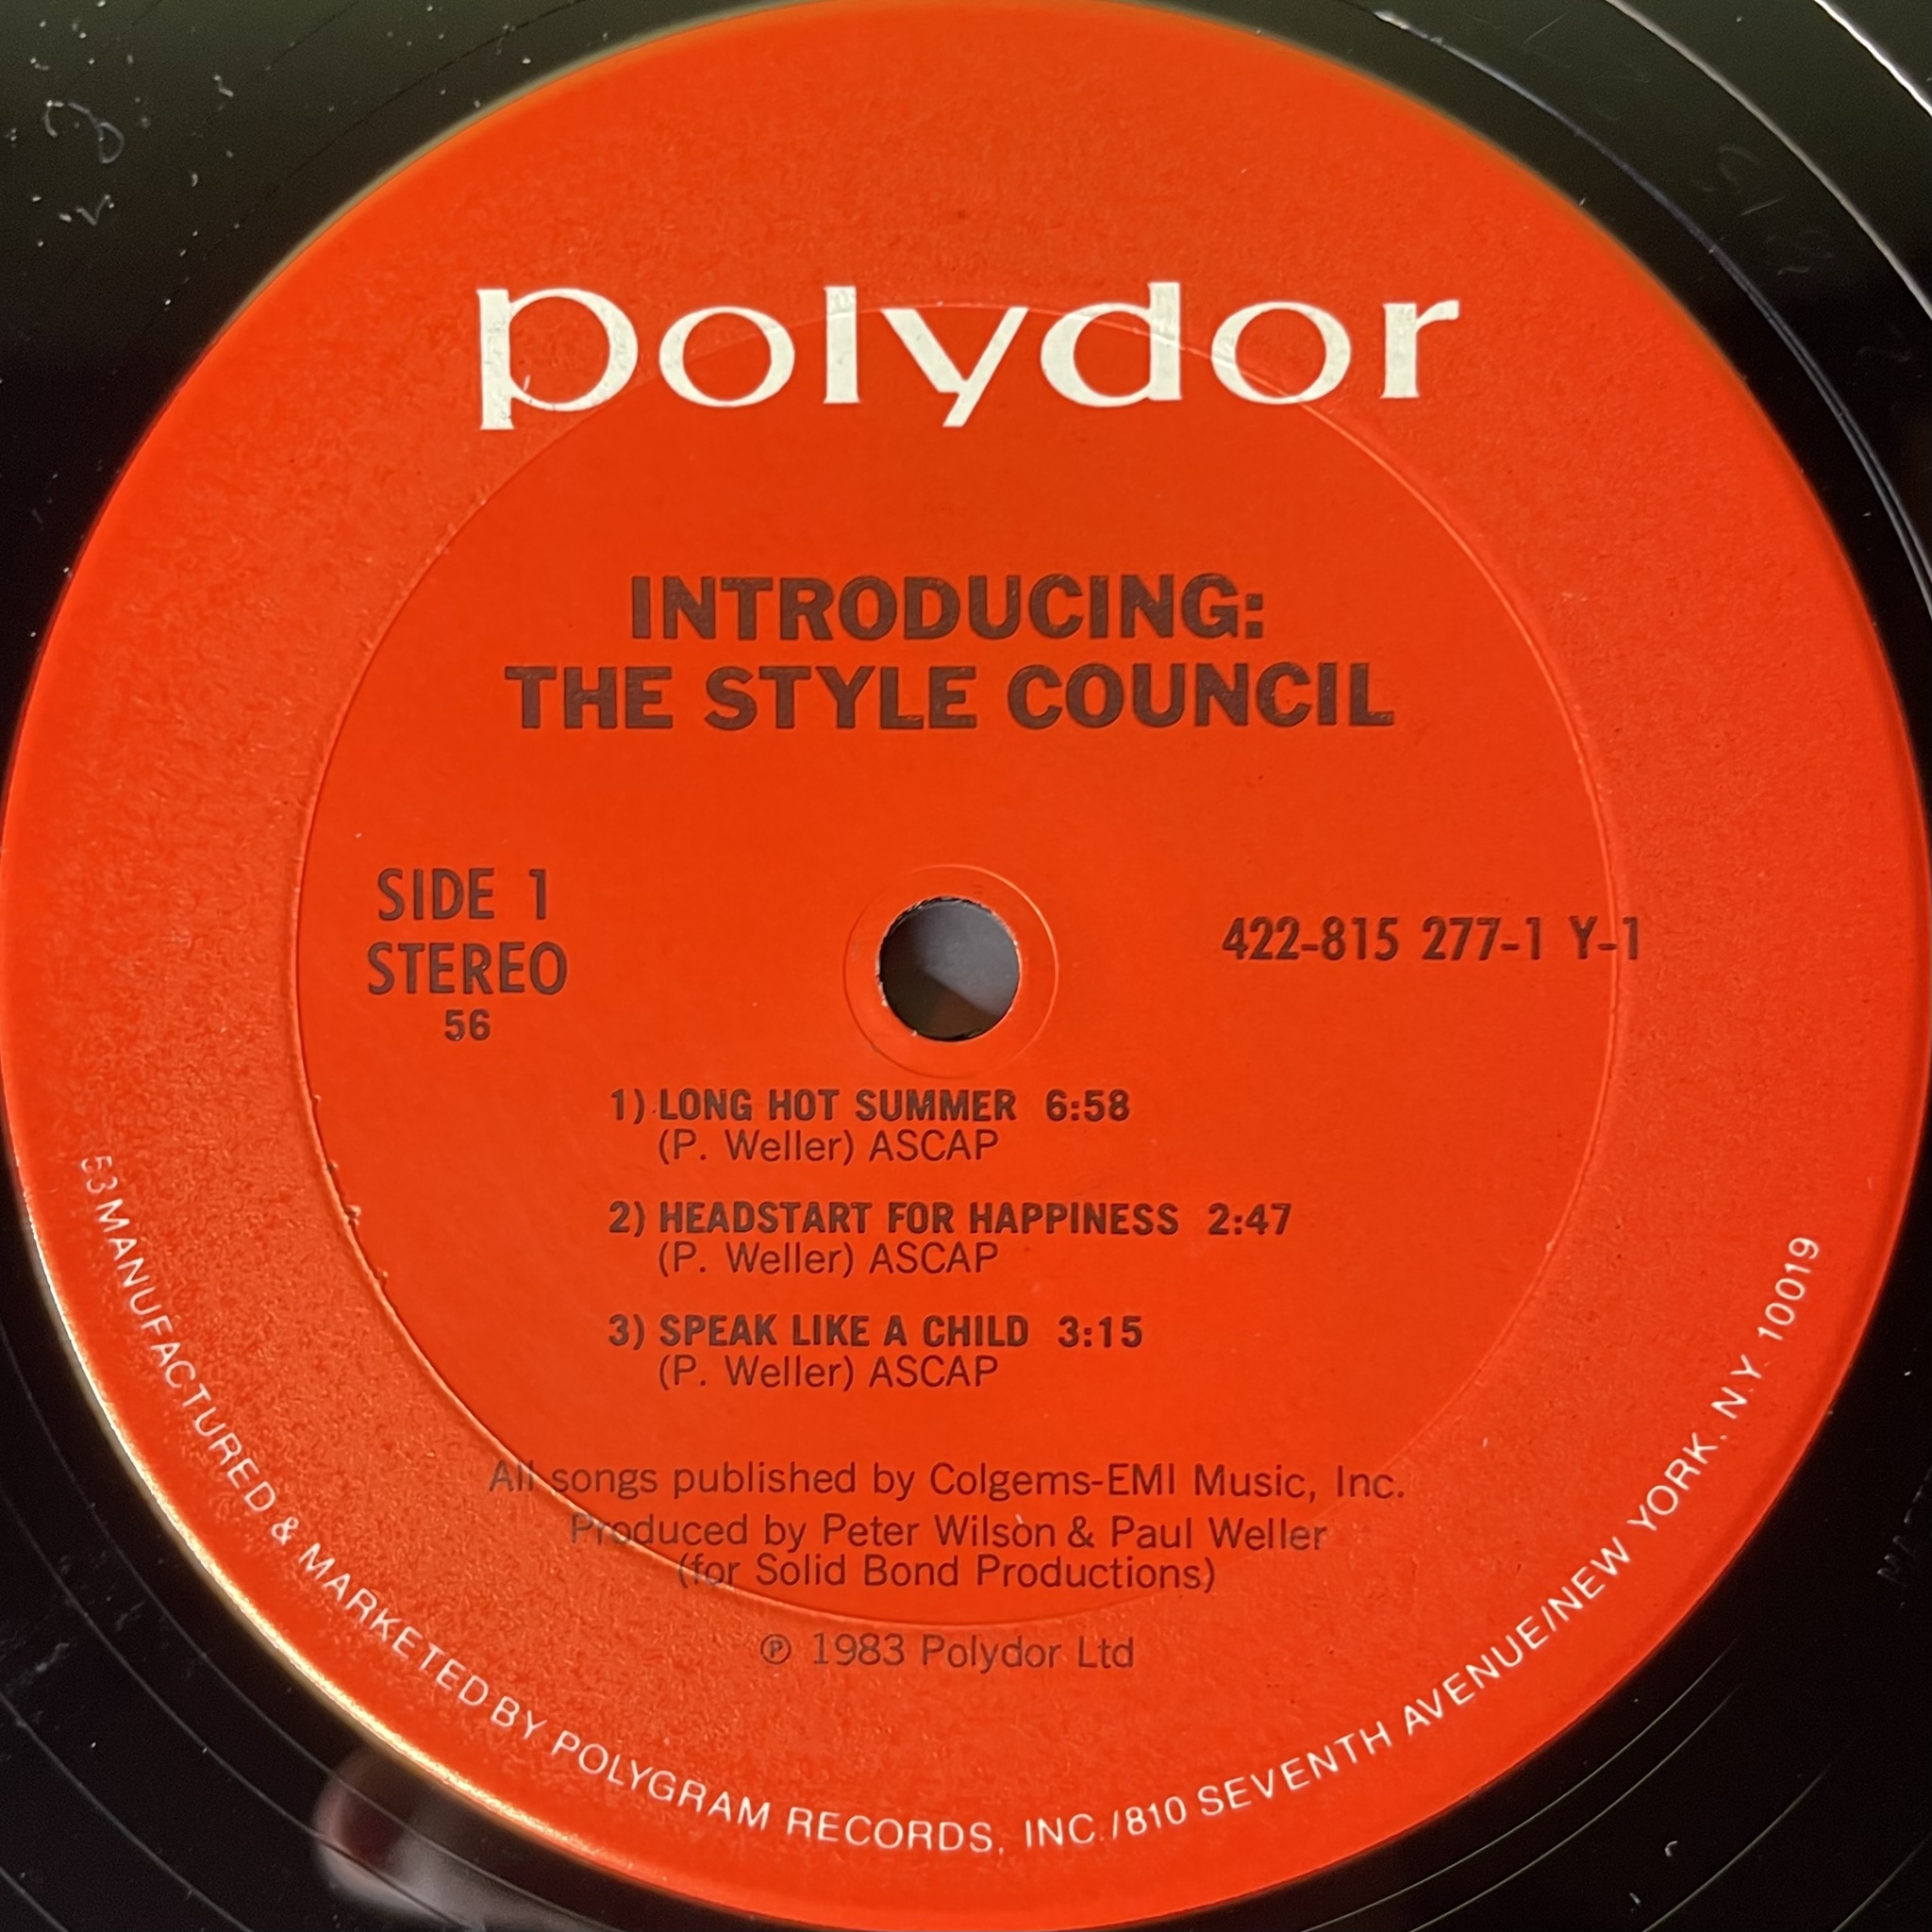 polydor
INTRODUCING:
THE STYLE COUNCIL
SIDE 1
STEREO
56
422-815 277-1 Y-1
1) LONG HOT SUMMER 6:58
(P. Weller) ASCAP
2) HEADSTART FOR HAPPINESS 2:47
(P. Weller) ASCAP
3) SPEAK LIKE A CHILD 3:15
(P. Weller) ASCAP
All songs published by Colgems-EMI Music, Inc.
Produced by Peter Wilson & Paul Weller
(for Solid Bond Productions)
℗ 1983 Polydor Ltd
53 MANUFACTURED & MARKETED BY POLYGRAM RECORDS, INC./810 SEVENTH AVENUE/NEW YORK, N.Y. 10019